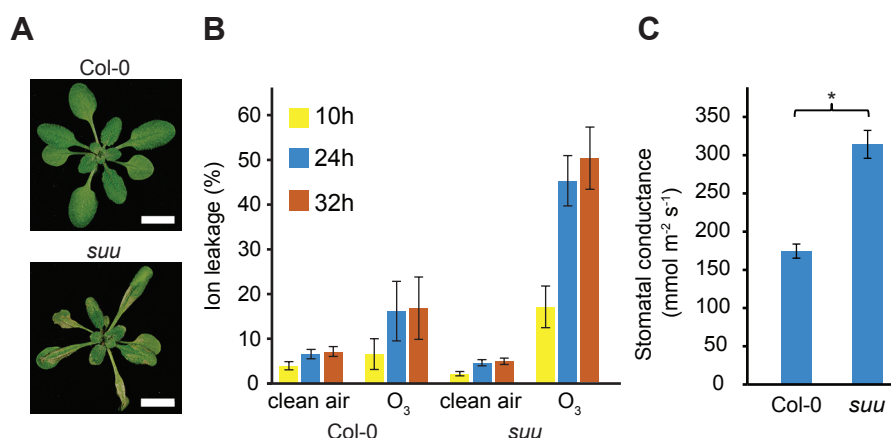 A
Col-0
suu
B
Ion leakage (%)
60
50
40
30
20
10
0
10h
24h
32h
clean air
O₃
clean air
O₃
Col-0
suu
C
Stomatal conductance
(mmol m⁻² s⁻¹)
350
300
250
200
150
100
50
0
*
Col-0
suu